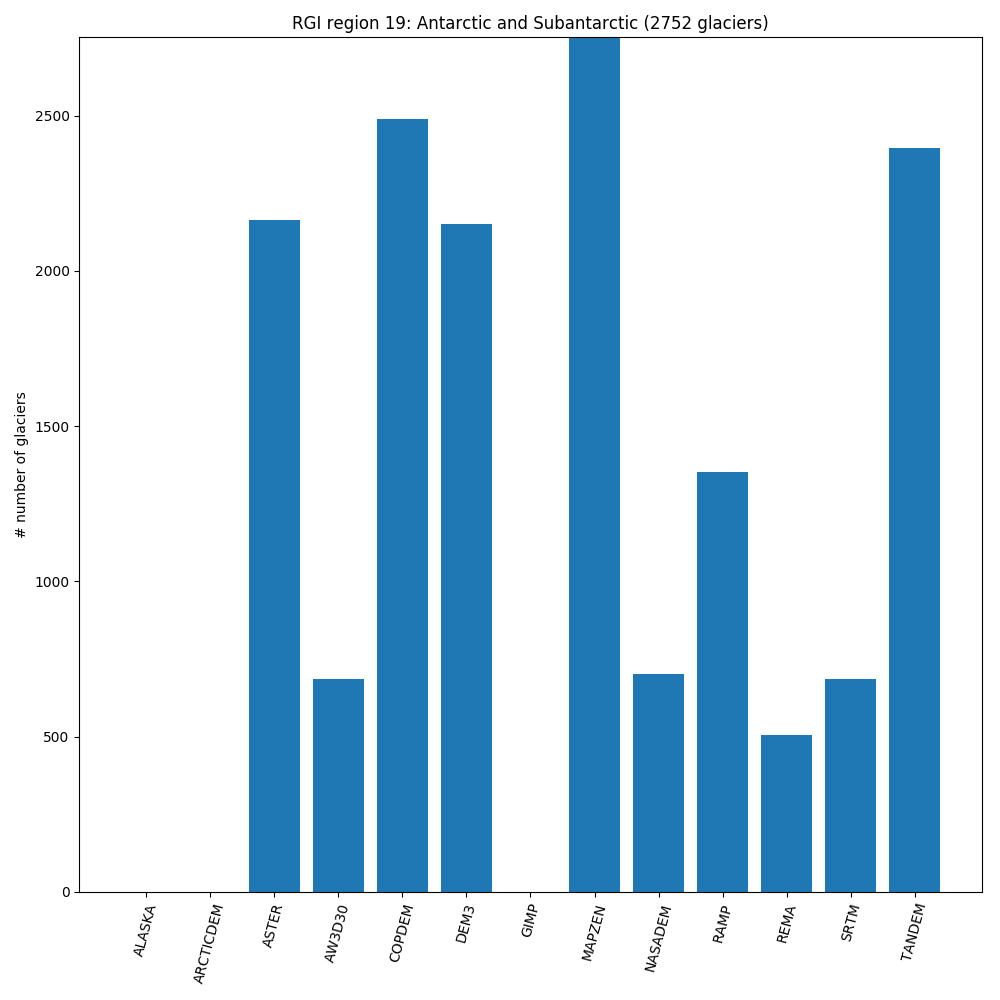 RGI region 19: Antarctic and Subantarctic (2752 glaciers)
# number of glaciers
2500
2000
1500
1000
500
0
ALASKA
ARCTICDEM
ASTER
AW3D30
COPDEM
DEM3
GIMP
MAPZEN
NASADEM
RAMP
REMA
SRTM
TANDEM